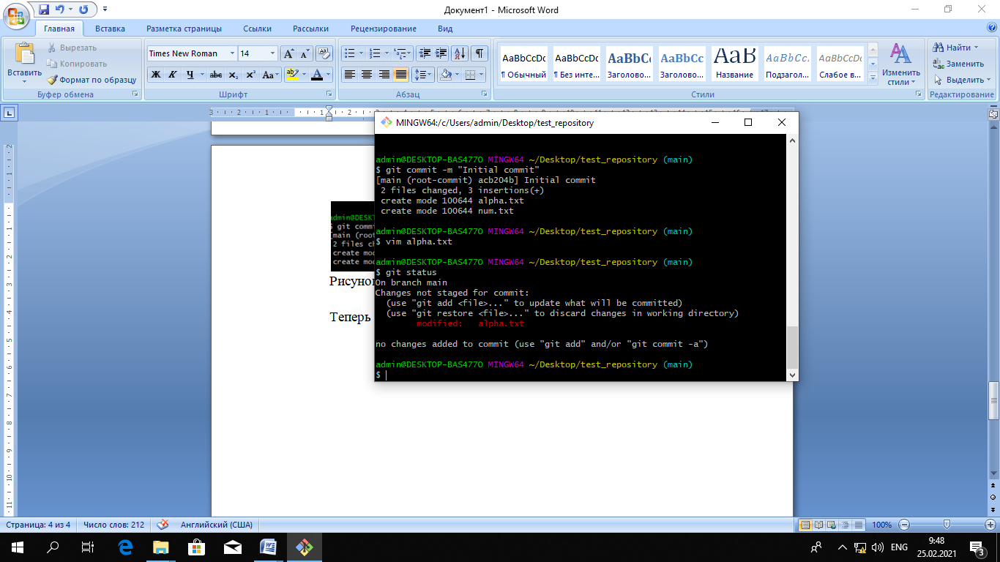 Документ1 - Microsoft Word
Главная Вставка Разметка страницы Ссылки Рассылки Рецензирование Вид
Вставить
Вырезать
Копировать
Формат по образцу
Буфер обмена
Times New Roman 14
Ж К Ч abc x₂ x² Aa
Шрифт
Абзац
AaBbCcDc AaBbCcDc AaBbCc AaBbCc AaB AaBbCc. AaBbCcDc
¶ Обычный ¶ Без инте... Заголово... Заголово... Название Подзагол... Слабое в...
Изменить стили
Стили
Найти
Заменить
Выделить
Редактирование
MINGW64:/c/Users/admin/Desktop/test_repository
admin@DESKTOP-BAS4770 MINGW64 ~/Desktop/test_repository (main)
$ git commit -m "Initial commit"
[main (root-commit) acb204b] Initial commit
2 files changed, 3 insertions(+)
create mode 100644 alpha.txt
create mode 100644 num.txt
admin@DESKTOP-BAS4770 MINGW64 ~/Desktop/test_repository (main)
$ vim alpha.txt
admin@DESKTOP-BAS4770 MINGW64 ~/Desktop/test_repository (main)
$ git status
On branch main
Changes not staged for commit:
(use "git add <file>..." to update what will be committed)
(use "git restore <file>..." to discard changes in working directory)
modified: alpha.txt
no changes added to commit (use "git add" and/or "git commit -a")
admin@DESKTOP-BAS4770 MINGW64 ~/Desktop/test_repository (main)
$
admin@DESK
$ git comm
[main (roo
2 files ch
create mod
create mod
Рисунок
Теперь
Страница: 4 из 4 Число слов: 212 Английский (США) 100%
ENG 9:48
25.02.2021
3